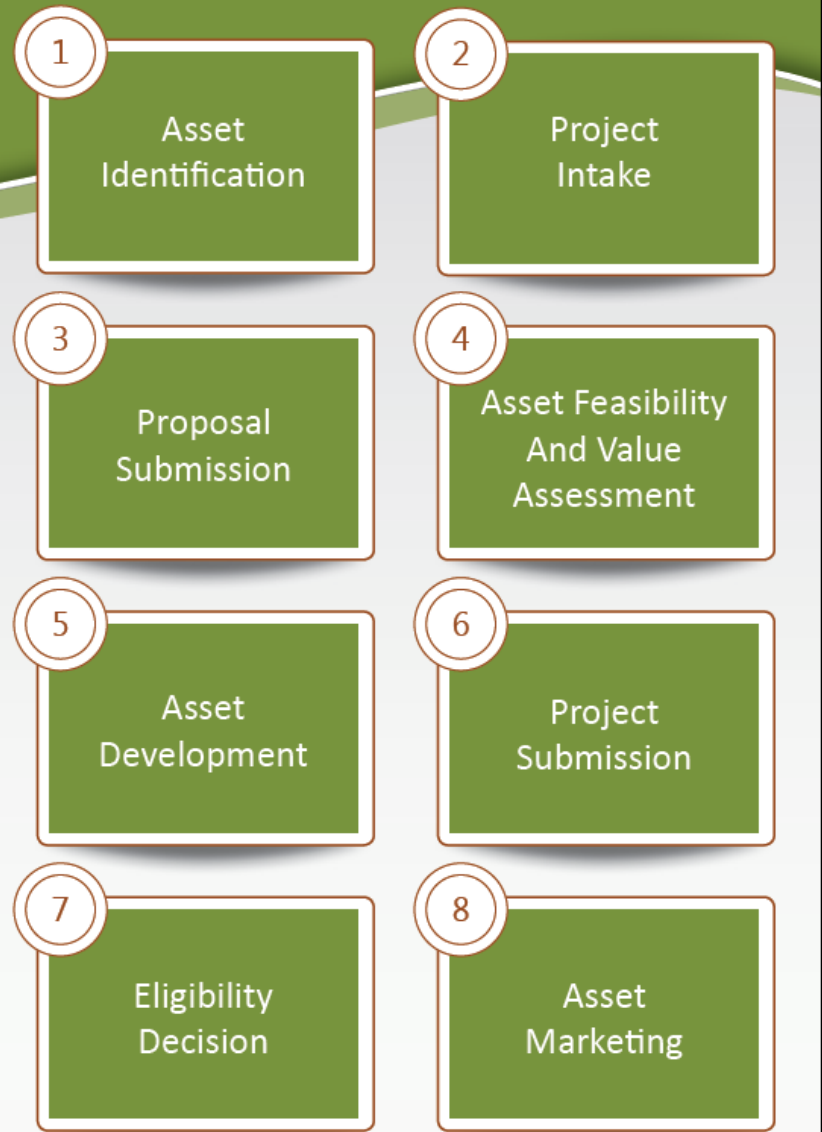 1
Asset
Identification
2
Project
Intake
3
Proposal
Submission
4
Asset Feasibility
And Value
Assessment
5
Asset
Development
6
Project
Submission
7
Eligibility
Decision
8
Asset
Marketing